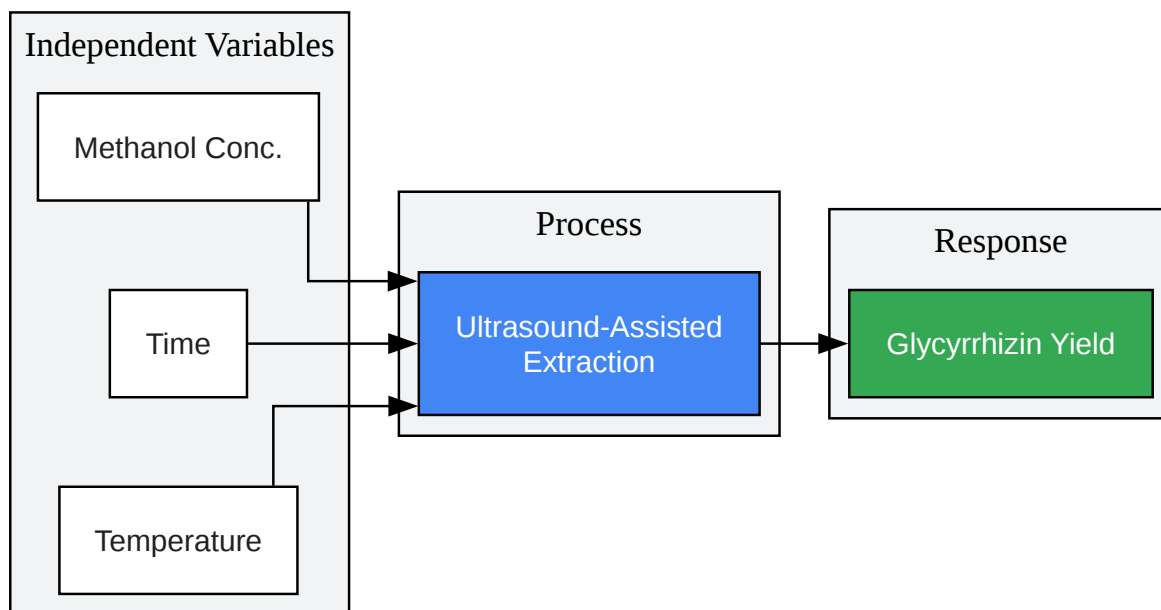 Independent Variables
Methanol Conc.
Time
Temperature
Process
Ultrasound-Assisted
Extraction
Response
Glycyrrhizin Yield